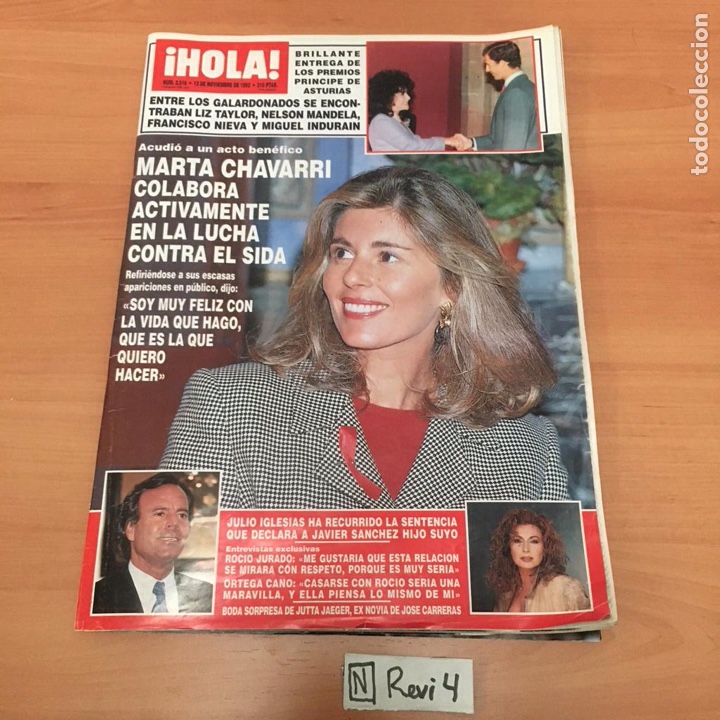 ¡HOLA!
BRILLANTE
ENTREGA DE
LOS PREMIOS
PRINCIPE DE
ASTURIAS
ENTRE LOS GALARDONADOS SE ENCON-
TRABAN LIZ TAYLOR, NELSON MANDELA,
FRANCISCO NIEVA Y MIGUEL INDURAIN
Acudió a un acto benéfico
MARTA CHAVARRI
COLABORA
ACTIVAMENTE
EN LA LUCHA
CONTRA EL SIDA
Refiriéndose a sus escasas
apariciones en público, dijo:
«SOY MUY FELIZ CON
LA VIDA QUE HAGO,
QUE ES LA QUE
QUIERO
HACER»
JULIO IGLESIAS HA RECURRIDO LA SENTENCIA
QUE DECLARA A JAVIER SANCHEZ HIJO SUYO
Entrevistas exclusivas
ROCIO JURADO: «ME GUSTARIA QUE ESTA RELACION
SE MIRARA CON RESPETO, PORQUE ES MUY SERIA»
ORTEGA CANO: «CASARSE CON ROCIO SERIA UNA
MARAVILLA, Y ELLA PIENSA LO MISMO DE MI»
BODA SORPRESA DE JUTTA JAEGER, EX NOVIA DE JOSE CARRERAS
N Revi 4
todocoleccion